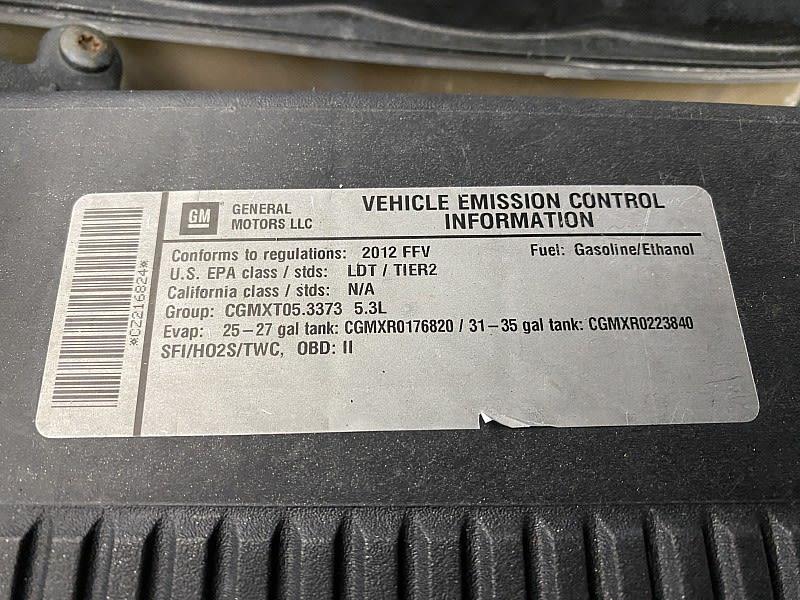 GM
GENERAL
MOTORS LLC
VEHICLE EMISSION CONTROL
INFORMATION
Conforms to regulations: 2012 FFV
Fuel: Gasoline/Ethanol
U.S. EPA class / stds: LDT / TIER2
California class / stds: N/A
Group: CGMXT05.3373 5.3L
Evap: 25-27 gal tank: CGMXR0176820 / 31-35 gal tank: CGMXR0223840
SFI/HO2S/TWC, OBD: II
*CZ216824*